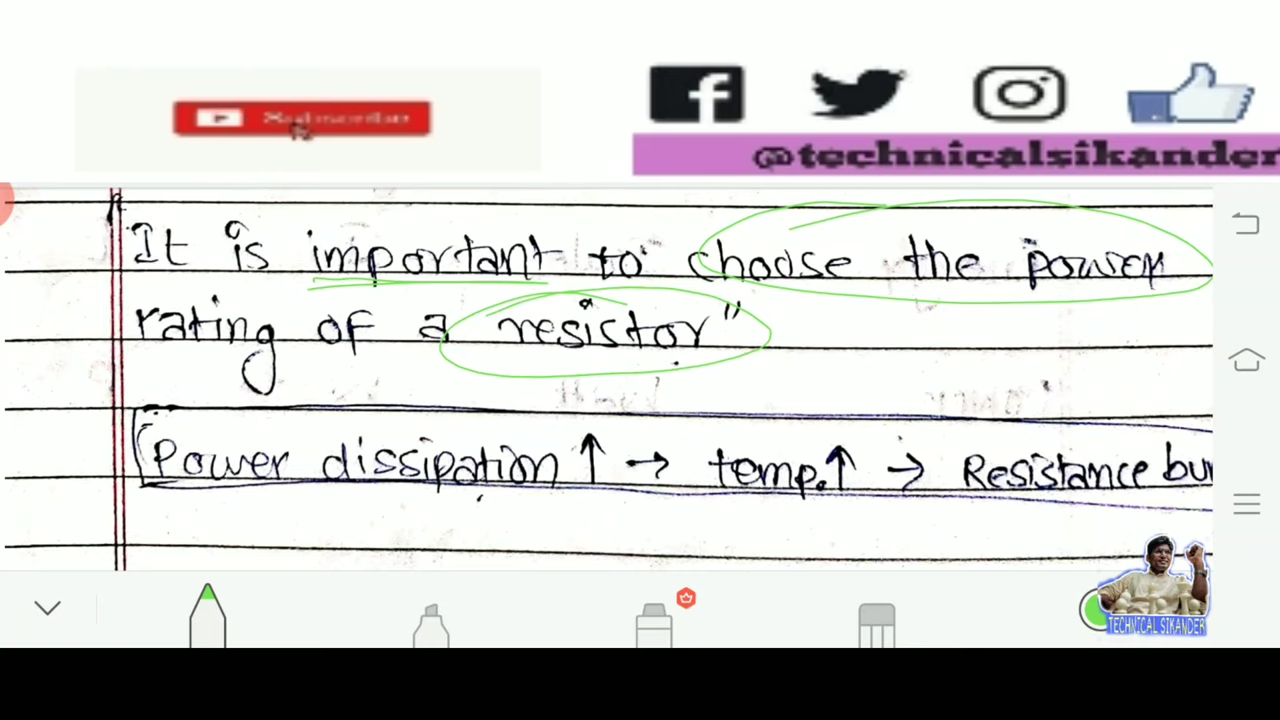 @technicalsikander
It is important to choose the power
rating of a resistor"
Power dissipation ↑ → temp. ↑ → Resistance bu
TECHNICAL SIKANDER